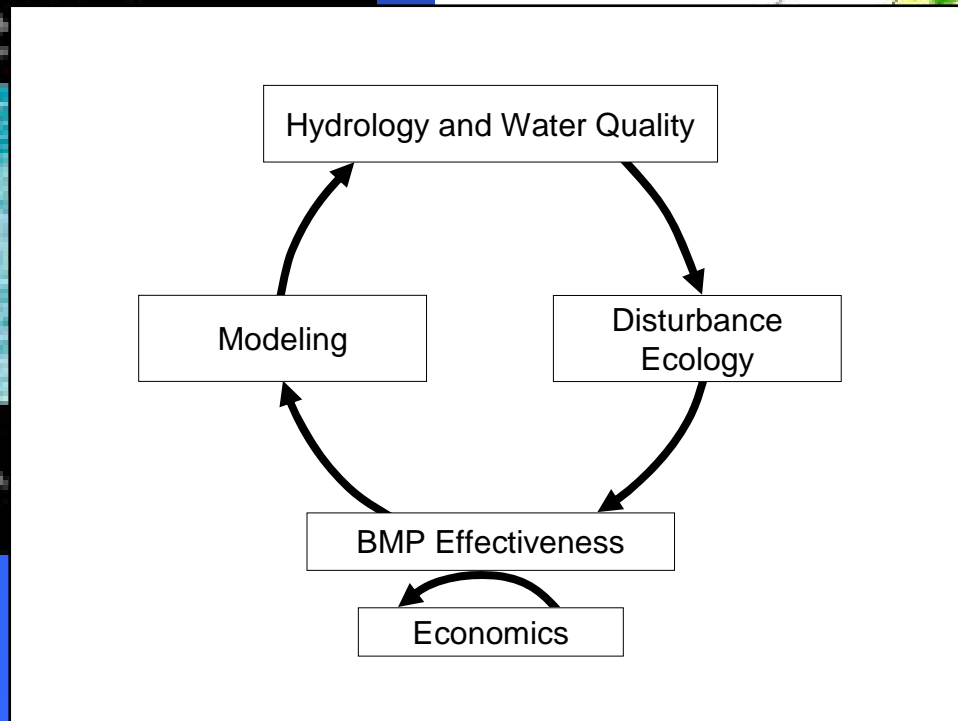 Hydrology and Water Quality
Modeling
Disturbance
Ecology
BMP Effectiveness
Economics